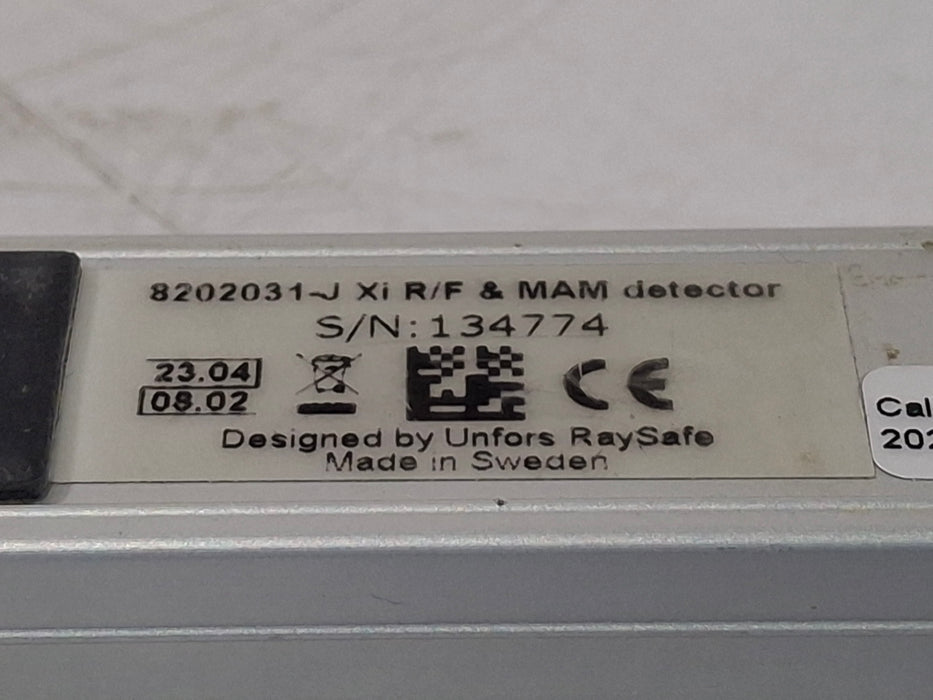 8202031-J Xi R/F & MAM detector
S/N:134774
23.04
08.02
CE
Designed by Unfors RaySafe
Made in Sweden
Cal
202